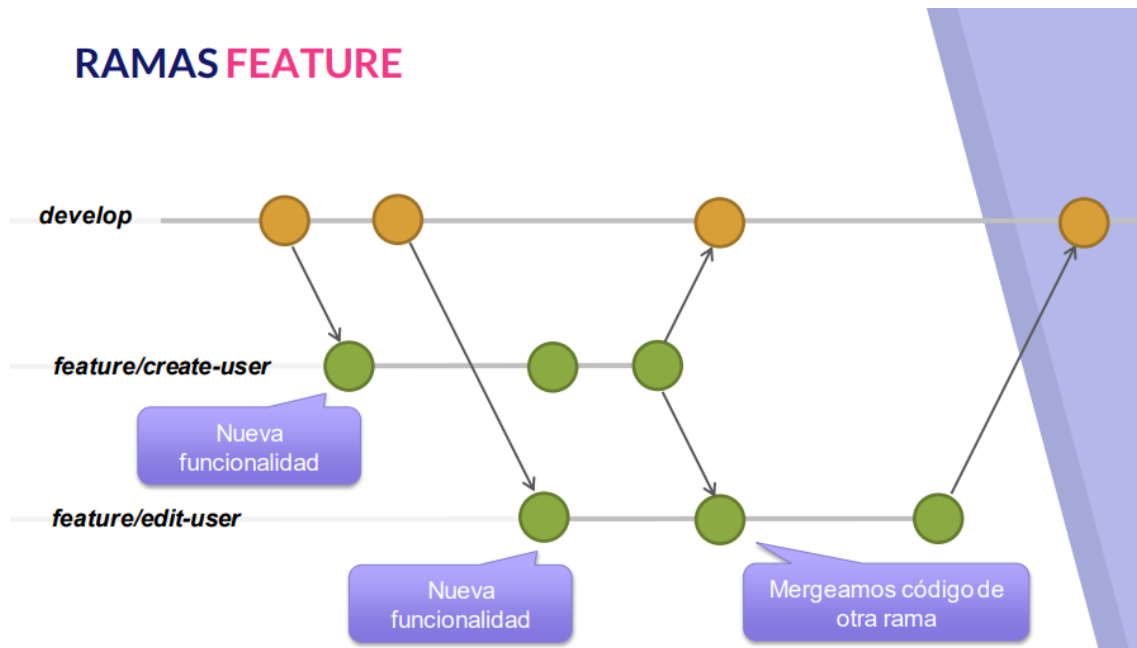 RAMAS FEATURE
develop
feature/create-user
Nueva
funcionalidad
feature/edit-user
Nueva
funcionalidad
Mergeamos código de
otra rama